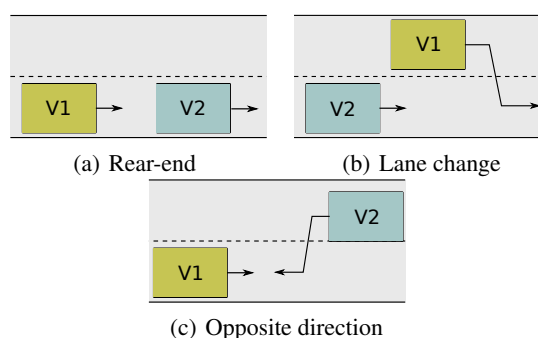 V1 V2
(a) Rear-end
V1
V2
(b) Lane change
V2
V1
(c) Opposite direction